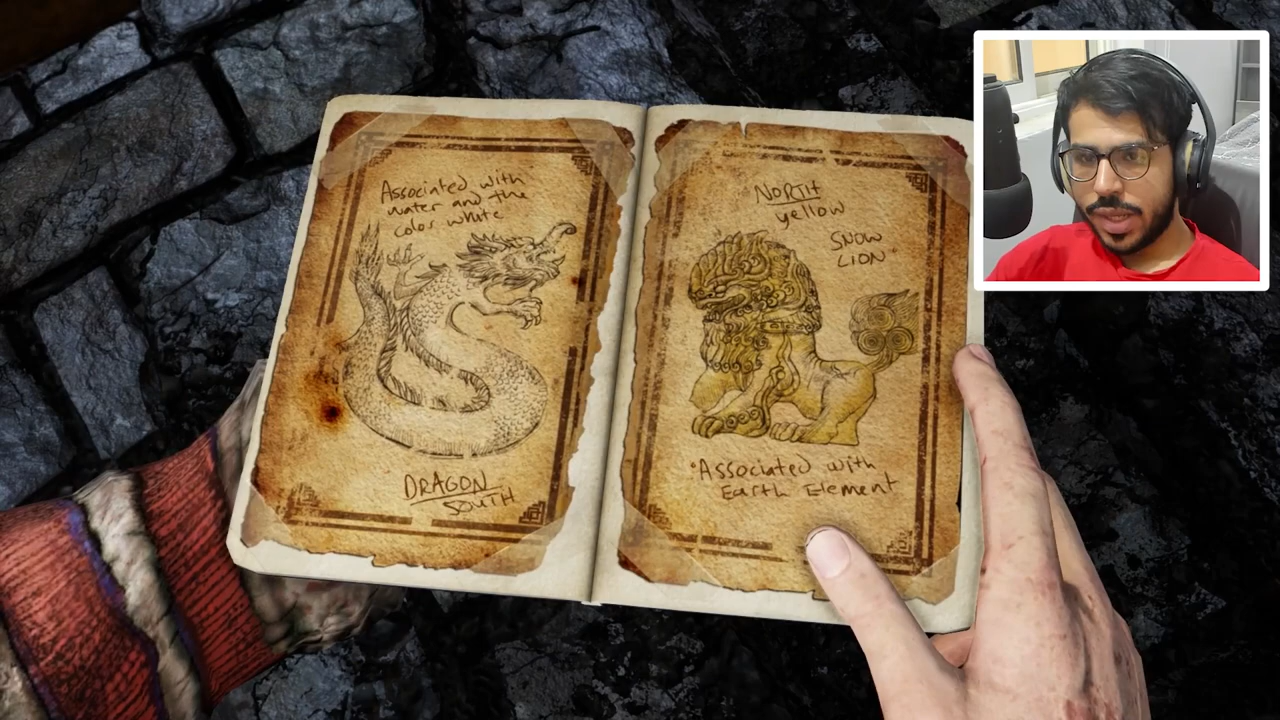 Associated with
water and the
color white
DRAGON
SOUTH
NORTH
yellow
SNOW
LION
Associated with
Earth Element